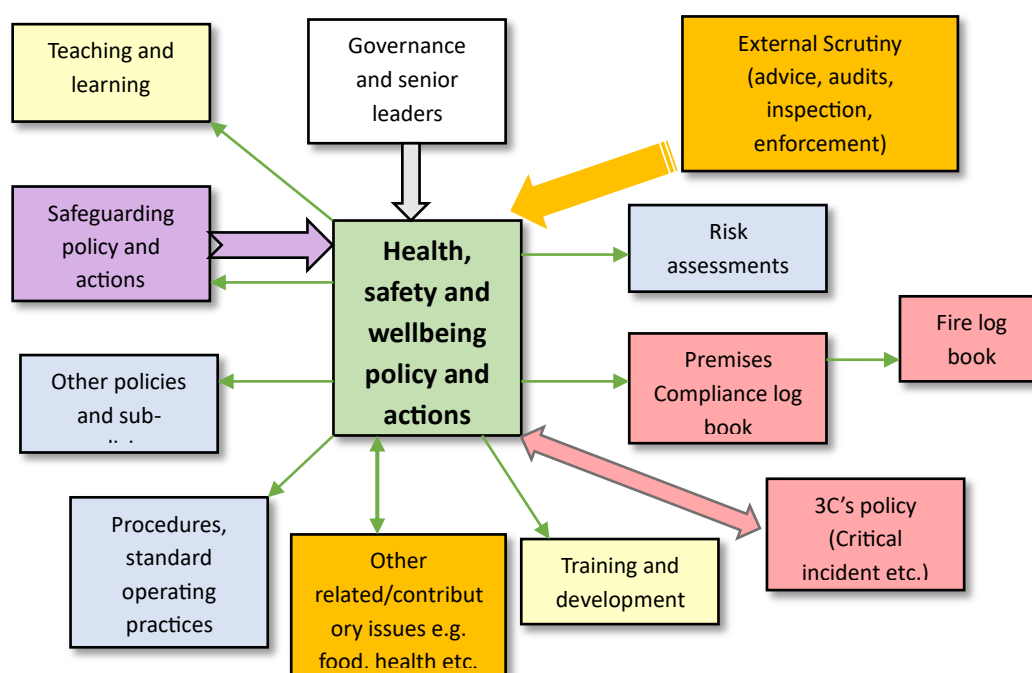 Teaching and
learning
Governance
and senior
leaders
External Scrutiny
(advice, audits,
inspection,
enforcement)
Safeguarding
policy and
actions
Health,
safety and
wellbeing
policy and
actions
Risk
assessments
Fire log
book
Other policies
and sub-
Premises
Compliance log
book
Procedures,
standard
operating
practices
Other
related/contribut
ory issues e.g.
food, health etc.
Training and
development
3C's policy
(Critical
incident etc.)